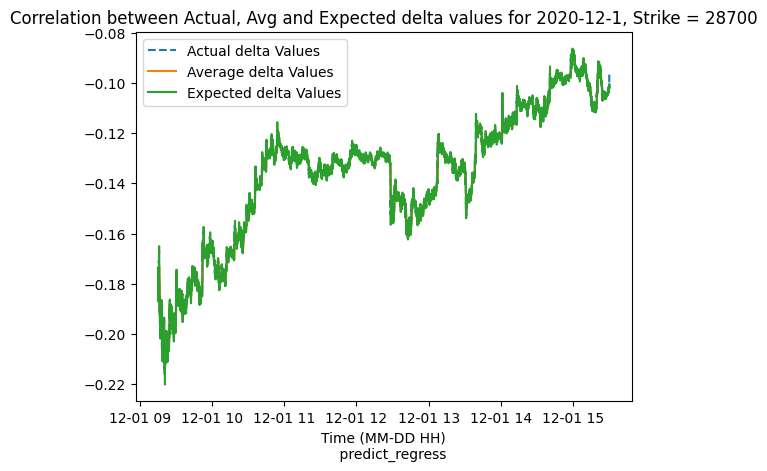 Correlation between Actual, Avg and Expected delta values for 2020-12-1, Strike = 28700
−0.08
−0.10
−0.12
−0.14
−0.16
−0.18
−0.20
−0.22
Actual delta Values
Average delta Values
Expected delta Values
12-01 09 12-01 10 12-01 11 12-01 12 12-01 13 12-01 14 12-01 15
Time (MM-DD HH)
predict_regress